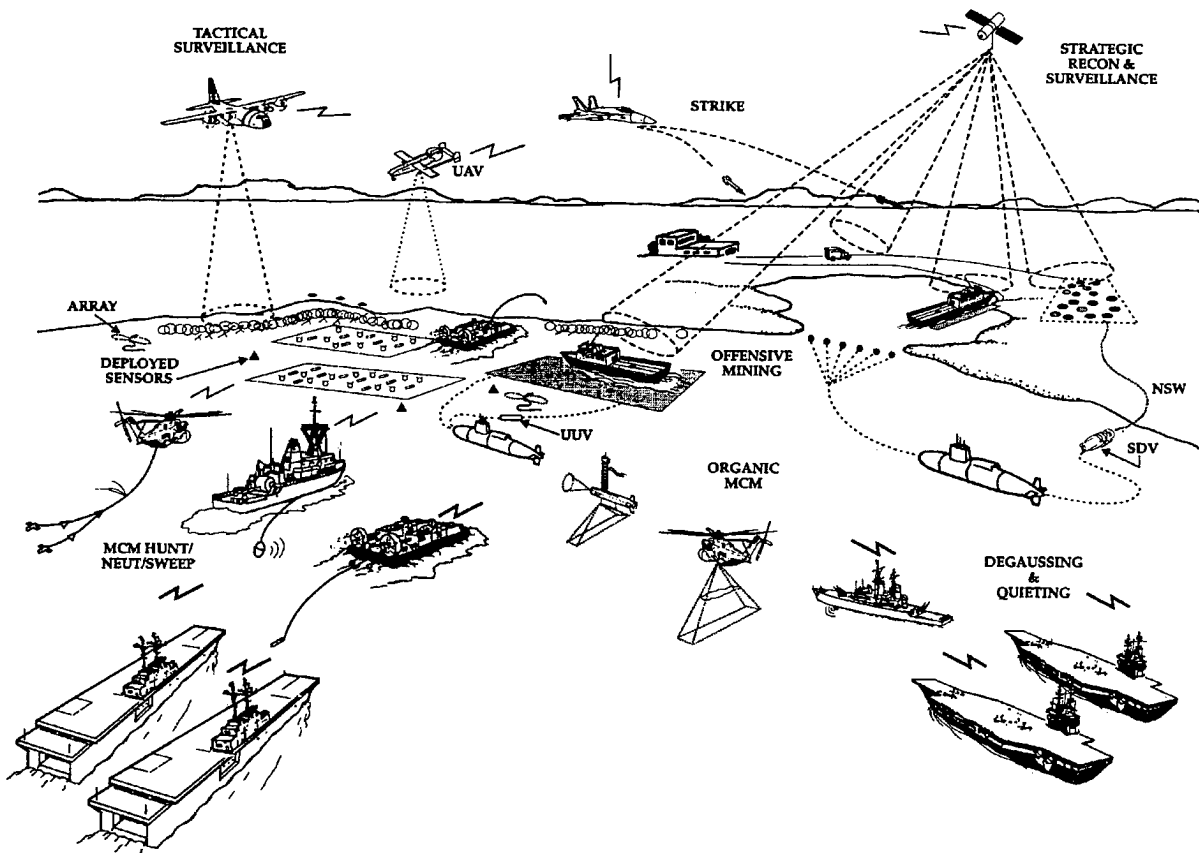 TACTICAL
SURVEILLANCE
STRATEGIC
RECON &
SURVEILLANCE
STRIKE
UAV
ARRAY
DEPLOYED
SENSORS
OFFENSIVE
MINING
NSW
UUV
SDV
ORGANIC
MCM
MCM HUNT/
NEUT/SWEEP
DEGAUSSING
&
QUIETING